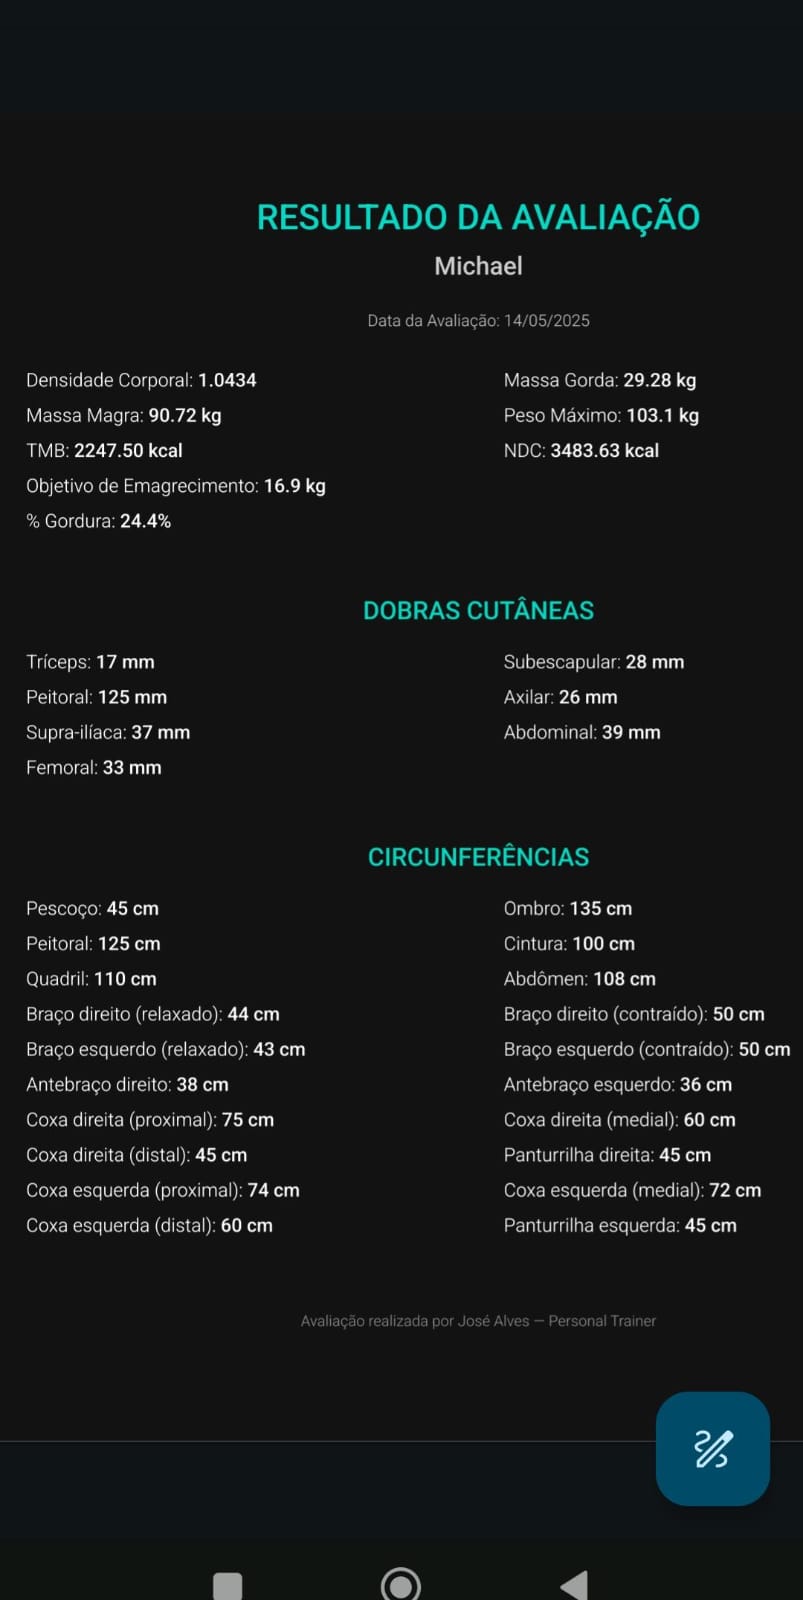 RESULTADO DA AVALIAÇÃO
Michael
Data da Avaliação: 14/05/2025
Densidade Corporal: 1.0434
Massa Gorda: 29.28 kg
Massa Magra: 90.72 kg
Peso Máximo: 103.1 kg
TMB: 2247.50 kcal
NDC: 3483.63 kcal
Objetivo de Emagrecimento: 16.9 kg
% Gordura: 24.4%
DOBRAS CUTÂNEAS
Tríceps: 17 mm
Subescapular: 28 mm
Peitoral: 125 mm
Axilar: 26 mm
Supra-ilíaca: 37 mm
Abdominal: 39 mm
Femoral: 33 mm
CIRCUNFERÊNCIAS
Pescoço: 45 cm
Ombro: 135 cm
Peitoral: 125 cm
Cintura: 100 cm
Quadril: 110 cm
Abdômen: 108 cm
Braço direito (relaxado): 44 cm
Braço direito (contraído): 50 cm
Braço esquerdo (relaxado): 43 cm
Braço esquerdo (contraído): 50 cm
Antebraço direito: 38 cm
Antebraço esquerdo: 36 cm
Coxa direita (proximal): 75 cm
Coxa direita (medial): 60 cm
Coxa direita (distal): 45 cm
Panturrilha direita: 45 cm
Coxa esquerda (proximal): 74 cm
Coxa esquerda (medial): 72 cm
Coxa esquerda (distal): 60 cm
Panturrilha esquerda: 45 cm
Avaliação realizada por José Alves — Personal Trainer